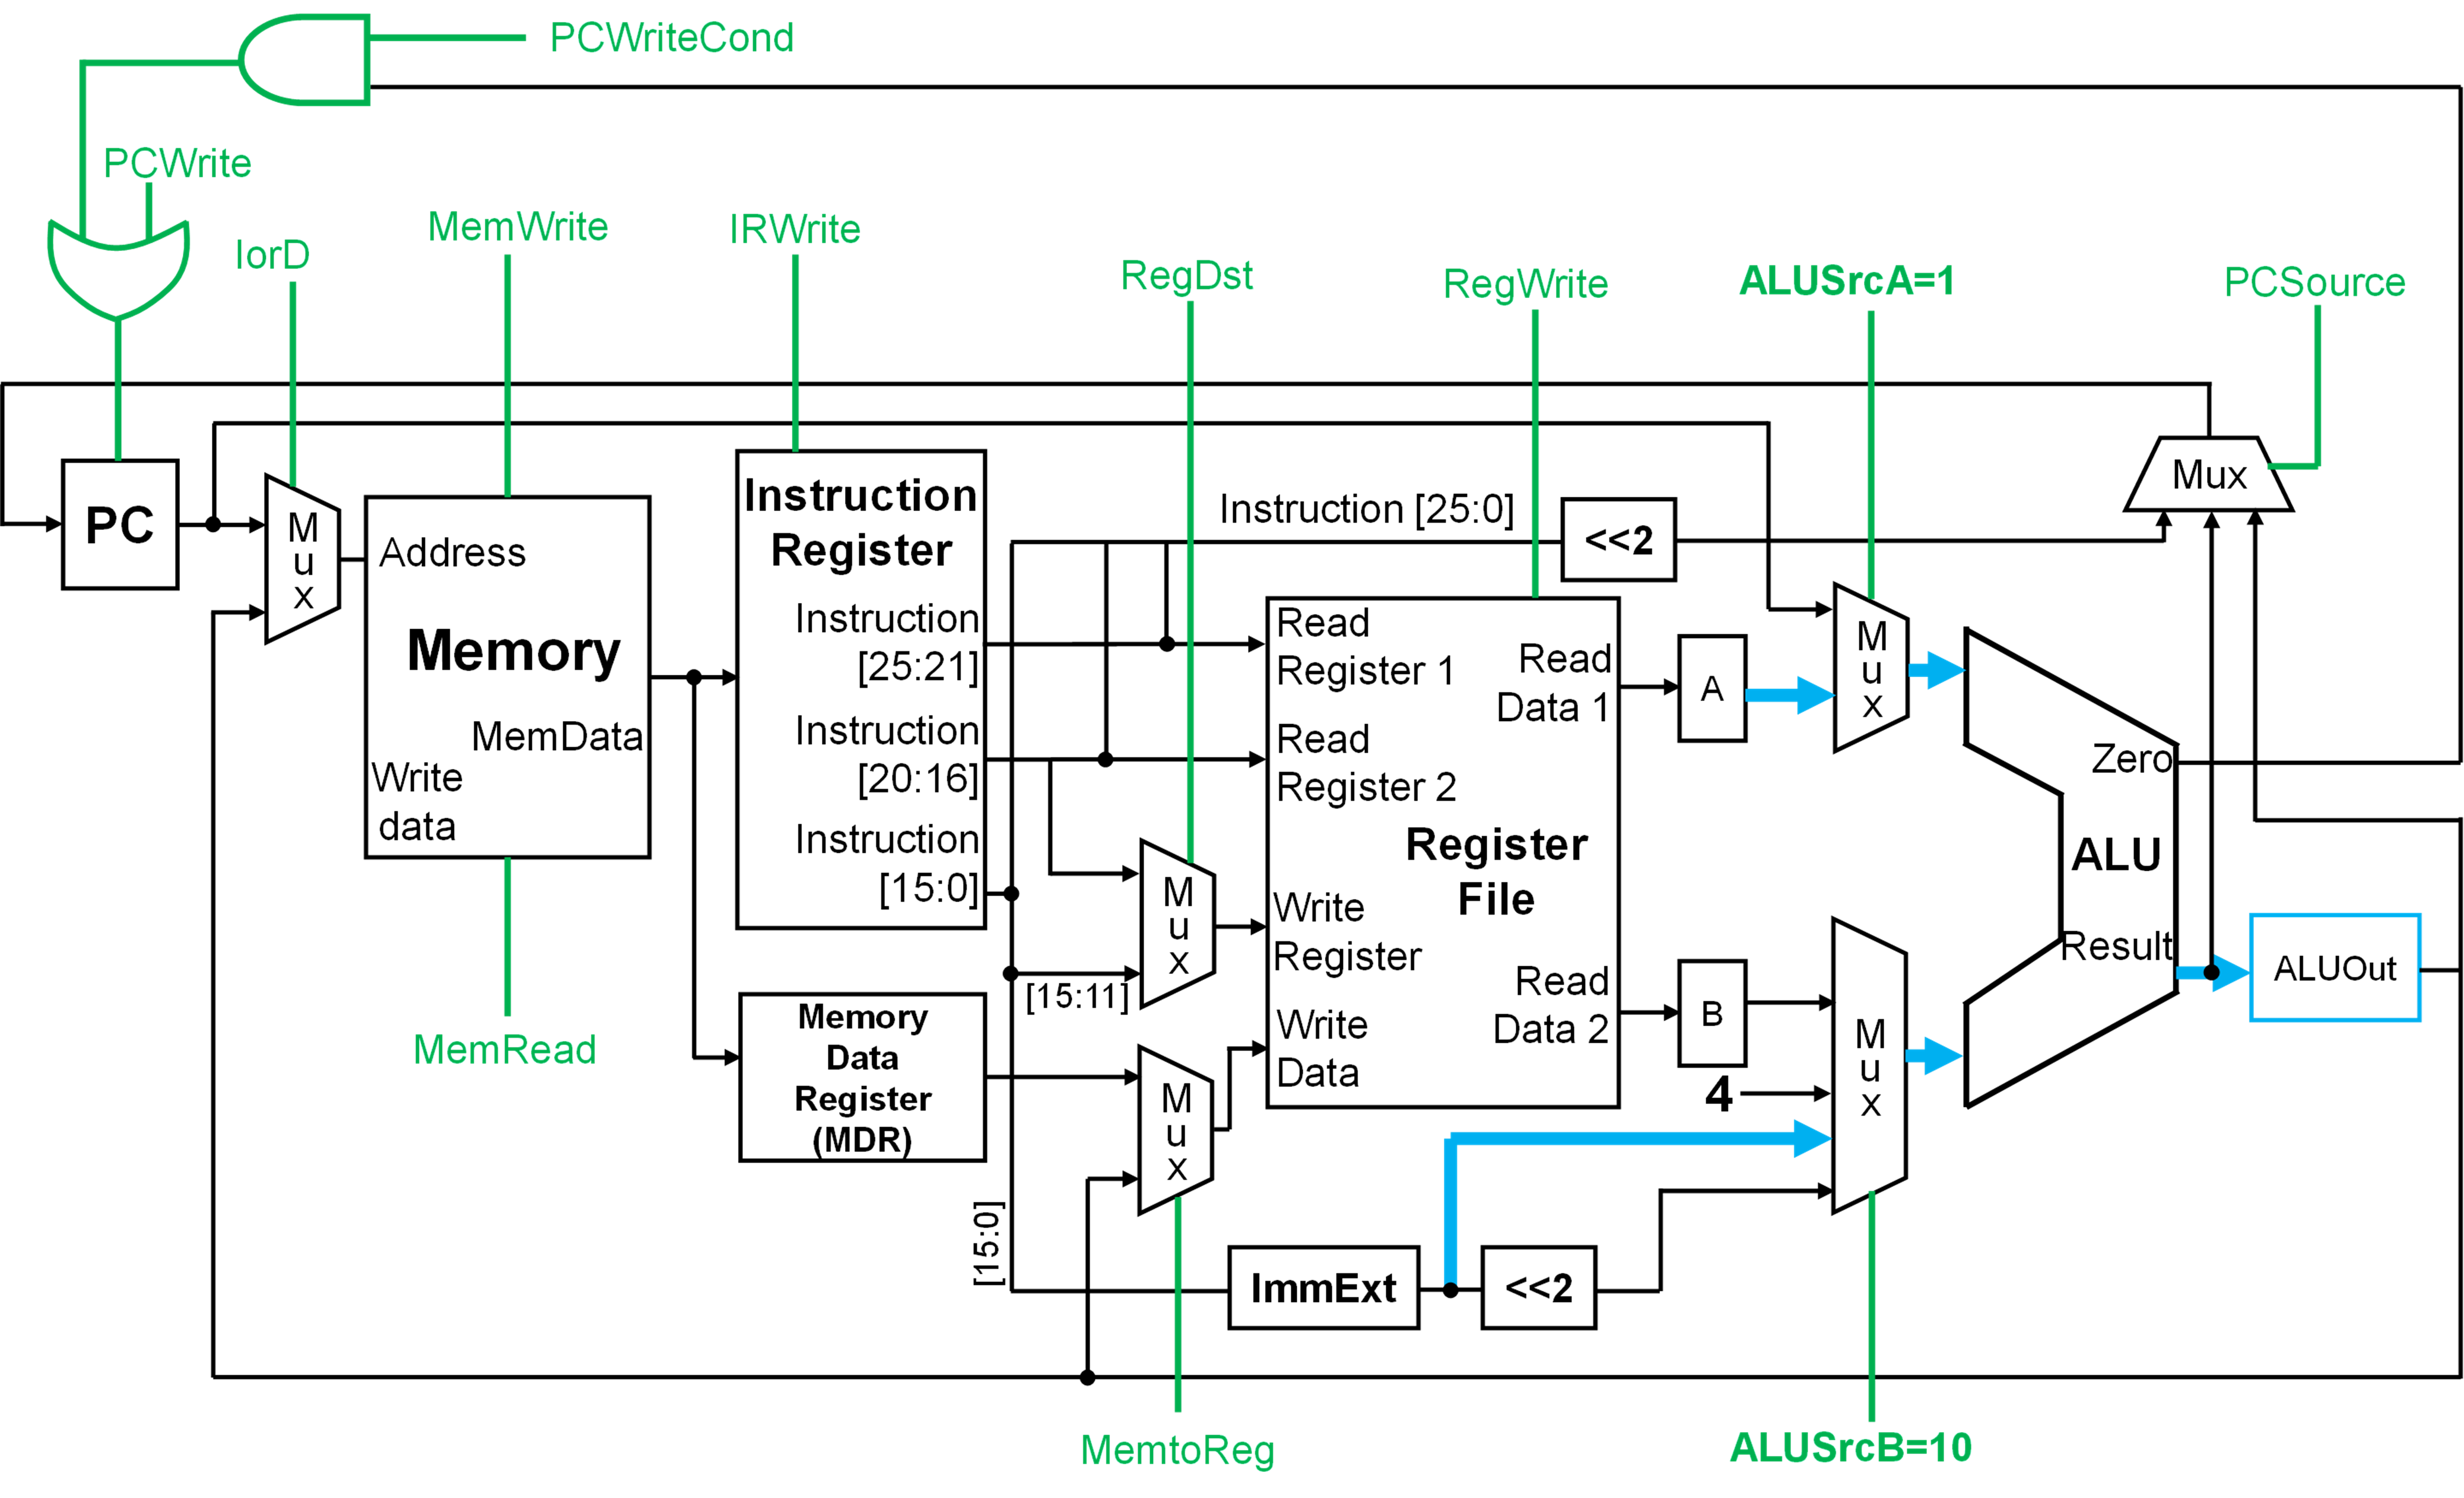 PCWriteCond
PCWrite
IorD
MemWrite
IRWrite
RegDst
RegWrite
ALUSrcA=1
PCSource
PC
M
u
x
Address
Memory
MemData
Write
data
MemRead
Instruction
Register
Instruction
[25:21]
Instruction
[20:16]
Instruction
[15:0]
Memory
Data
Register
(MDR)
Instruction [25:0]
<<2
Mux
M
u
x
[15:11]
M
u
x
[15:0]
MemtoReg
Read
Register 1
Read
Register 2
Read
Data 1
Register
File
Write
Register
Write
Data
Read
Data 2
A
B
4
M
u
x
M
u
x
Zero
ALU
Result
ALUOut
ImmExt
<<2
ALUSrcB=10